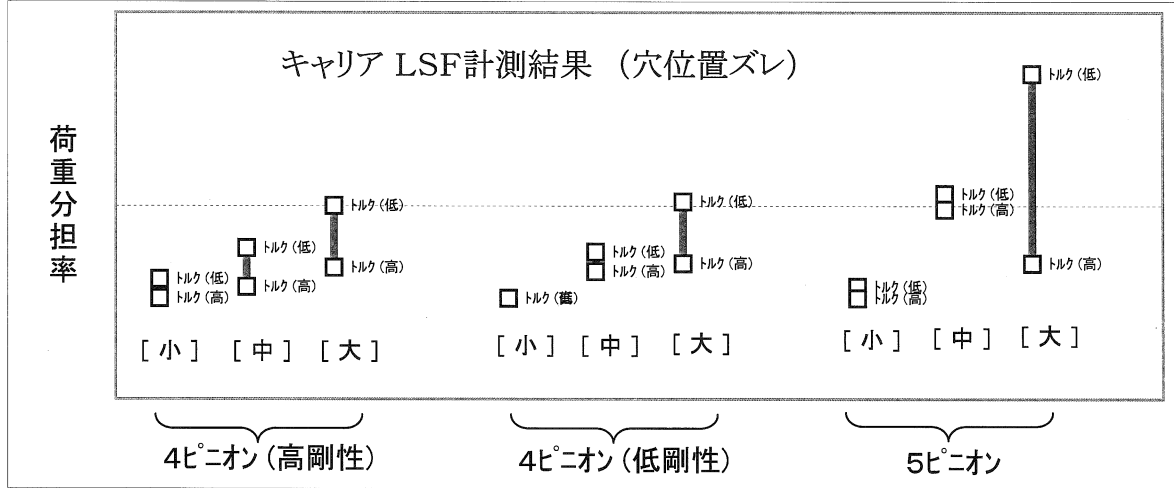 キャリア LSF計測結果 (穴位置ズレ)
荷重分担率
トルク(低)
トルク(高)
トルク(低)
トルク(高)
トルク(低)
トルク(高)
[小] [中] [大]
4ピニオン(高剛性)
トルク
トルク(低)
トルク(高)
トルク(低)
トルク(高)
[小] [中] [大]
4ピニオン(低剛性)
トルク(低)
トルク(高)
トルク(低)
トルク(高)
トルク(低)
トルク(高)
[小] [中] [大]
5ピニオン